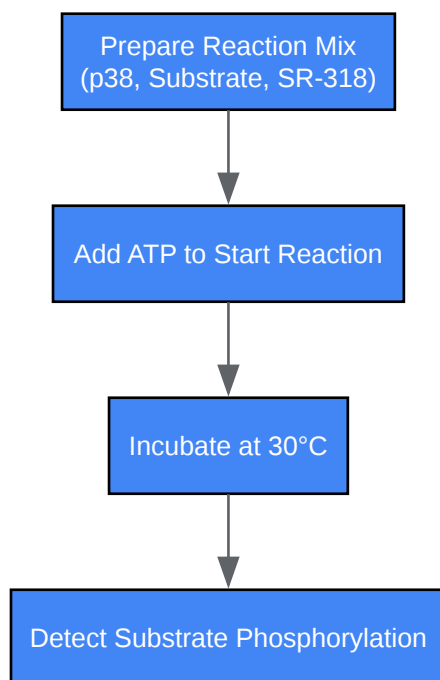 Prepare Reaction Mix
(p38, Substrate, SR-318)
Add ATP to Start Reaction
Incubate at 30°C
Detect Substrate Phosphorylation